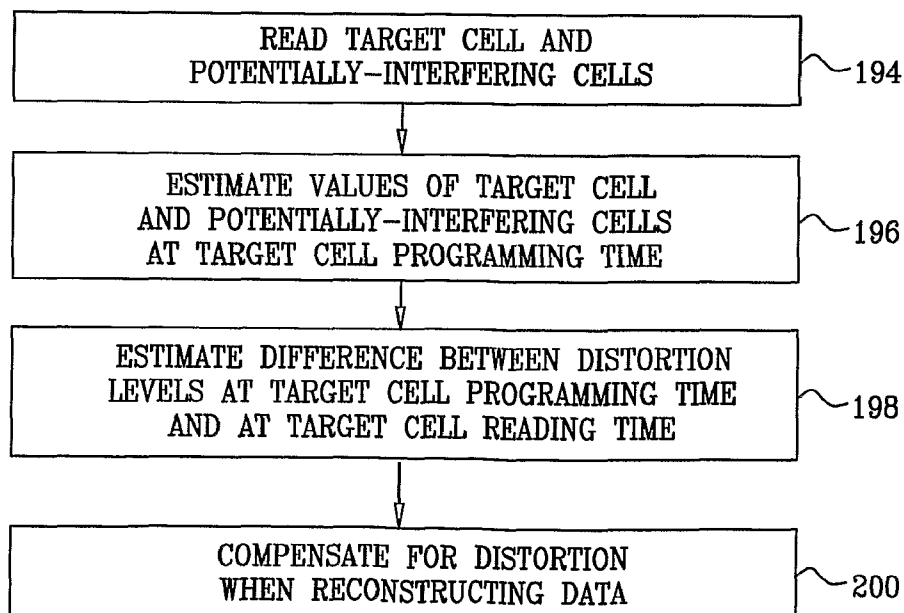 READ TARGET CELL AND
POTENTIALLY-INTERFERING CELLS
194
ESTIMATE VALUES OF TARGET CELL
AND POTENTIALLY-INTERFERING CELLS
AT TARGET CELL PROGRAMMING TIME
196
ESTIMATE DIFFERENCE BETWEEN DISTORTION
LEVELS AT TARGET CELL PROGRAMMING TIME
AND AT TARGET CELL READING TIME
198
COMPENSATE FOR DISTORTION
WHEN RECONSTRUCTING DATA
200